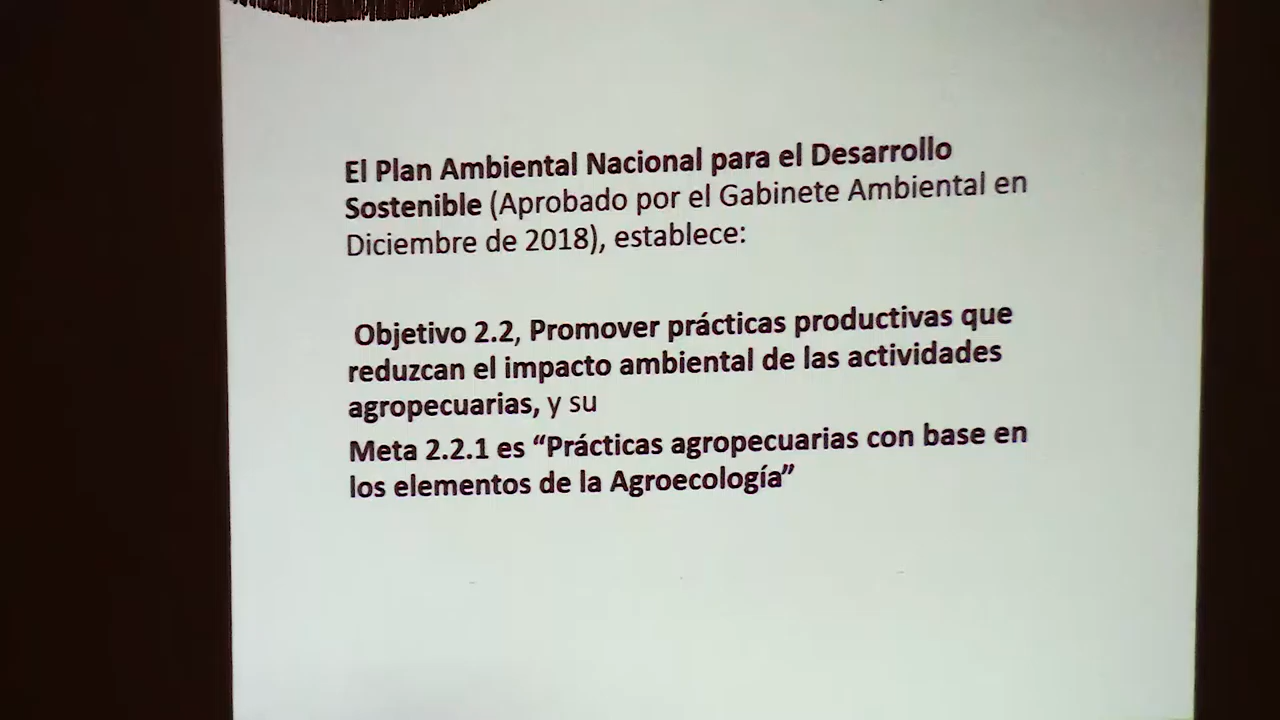 El Plan Ambiental Nacional para el Desarrollo
Sostenible (Aprobado por el Gabinete Ambiental en
Diciembre de 2018), establece:
Objetivo 2.2, Promover prácticas productivas que
reduzcan el impacto ambiental de las actividades
agropecuarias, y su
Meta 2.2.1 es “Prácticas agropecuarias con base en
los elementos de la Agroecología”